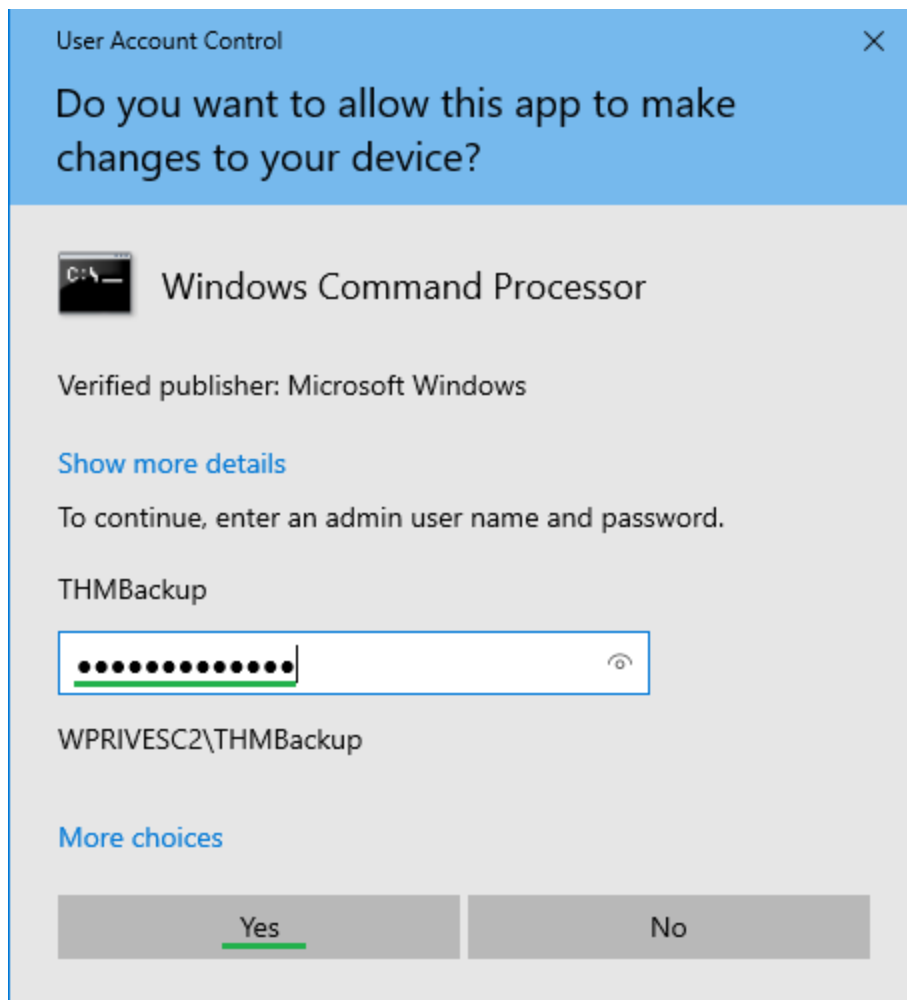 User Account Control
Do you want to allow this app to make
changes to your device?
C:\
Windows Command Processor
Verified publisher: Microsoft Windows
Show more details
To continue, enter an admin user name and password.
THMBackup
●●●●●●●●●●●●●
WPRIVESC2\THMBackup
More choices
Yes
No